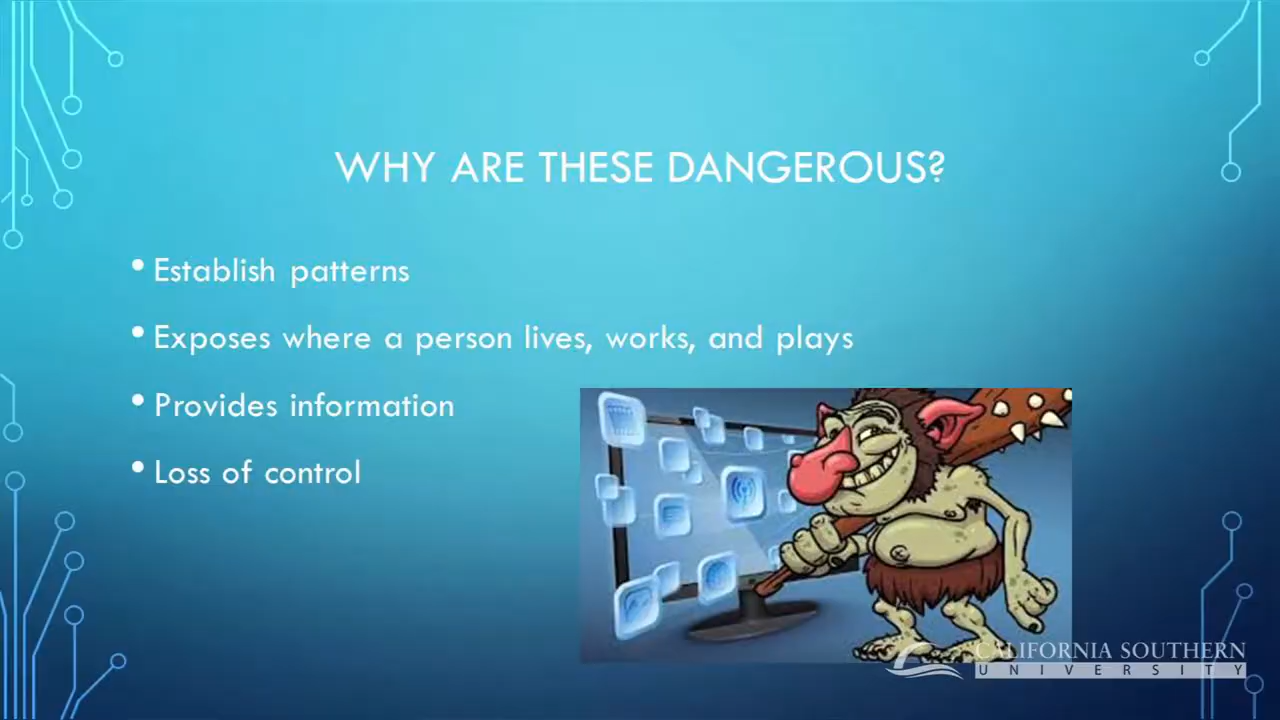 WHY ARE THESE DANGEROUS?
• Establish patterns
• Exposes where a person lives, works, and plays
• Provides information
• Loss of control
CALIFORNIA SOUTHERN
UNIVERSITY